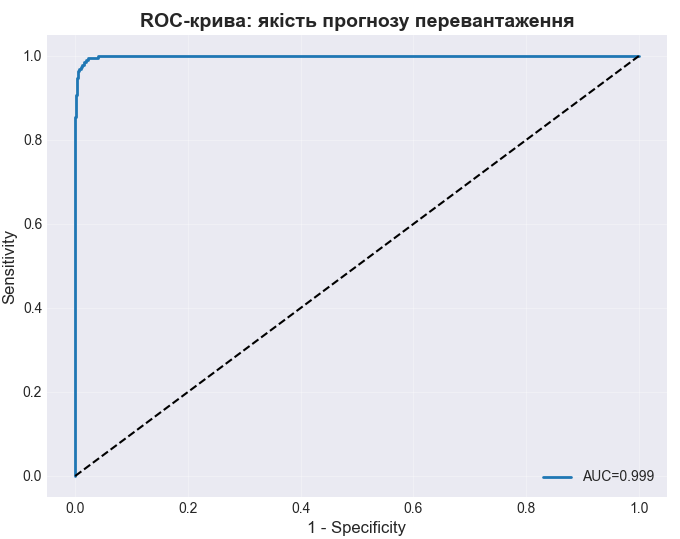 ROC-крива: якість прогнозу перевантаження
Sensitivity
1.0
0.8
0.6
0.4
0.2
0.0
AUC=0.999
0.0 0.2 0.4 0.6 0.8 1.0
1 - Specificity